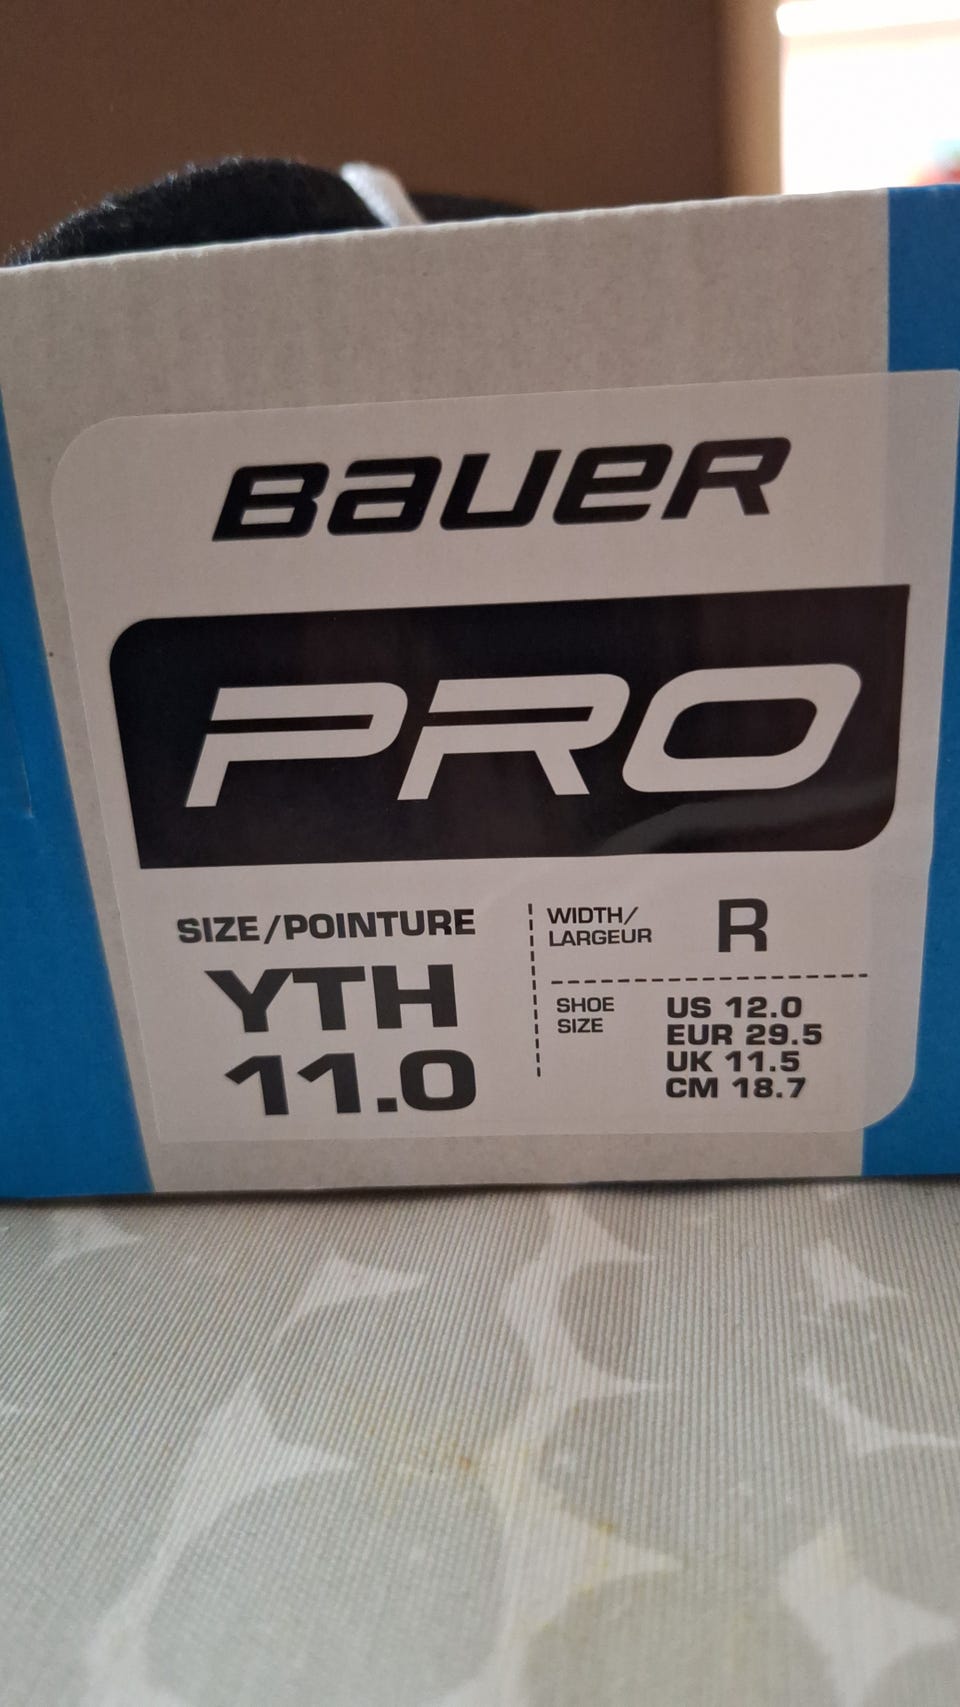 BAUER
PRO
SIZE/POINTURE
YTH
11.0
WIDTH/
LARGEUR
R
SHOE
SIZE
US 12.0
EUR 29.5
UK 11.5
CM 18.7